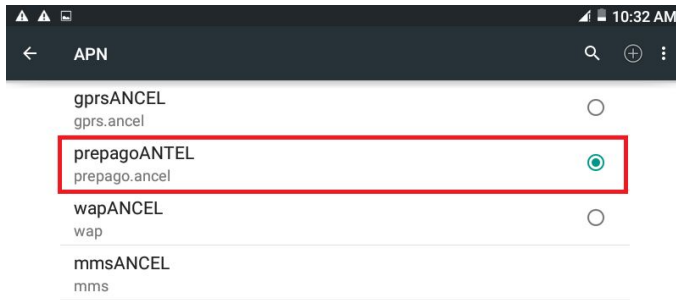 10:32 AM
APN
gprsANCEL
gprs.ancel
prepagoANTEL
prepago.ancel
wapANCEL
wap
mmsANCEL
mms